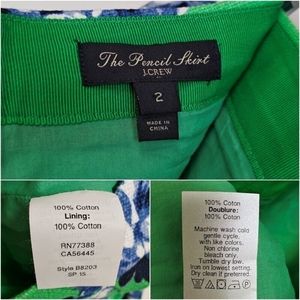 The Pencil Skirt
J.CREW
2
MADE IN
CHINA
100% Cotton
Lining:
100% Cotton
RN77388
CA56445
Style B8203
SP 15
100% Cotton
Doublure:
100% Cotton
Machine wash cold
gentle cycle,
with like colors.
Non chlorine
bleach only.
Tumble dry low.
Iron on lowest
setting.
Dry clean if
preferred.